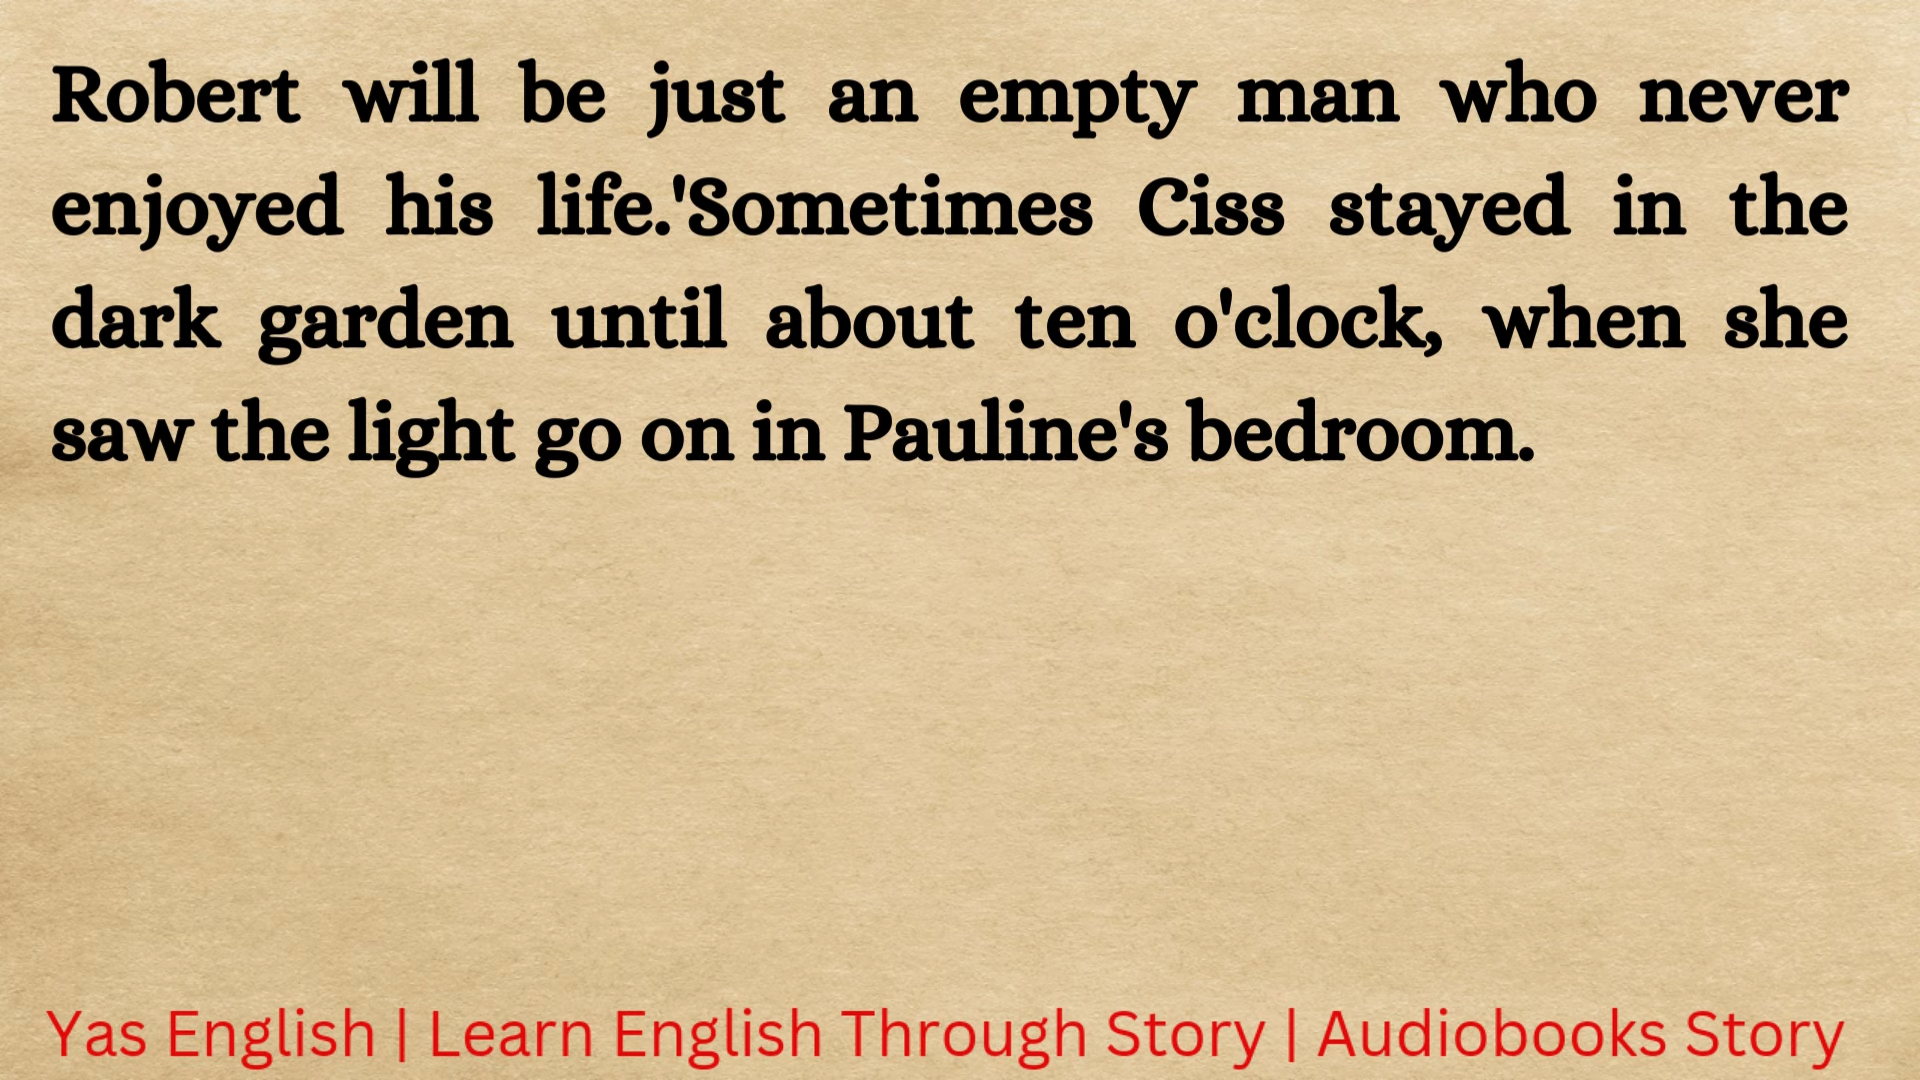 Robert will be just an empty man who never
enjoyed his life.'Sometimes Ciss stayed in the
dark garden until about ten o'clock, when she
saw the light go on in Pauline's bedroom.
Yas English | Learn English Through Story | Audiobooks Story